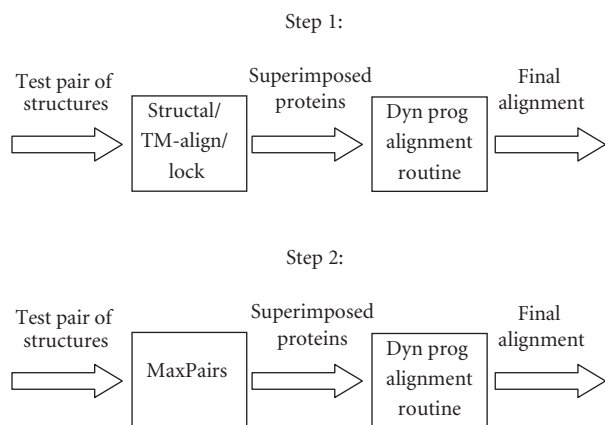 Step 1:
Test pair of
structures
Structal/
TM-align/
lock
Superimposed
proteins
Dyn prog
alignment
routine
Final
alignment
Step 2:
Test pair of
structures
MaxPairs
Superimposed
proteins
Dyn prog
alignment
routine
Final
alignment